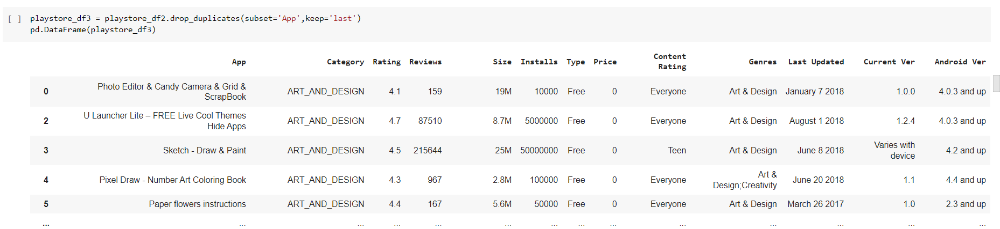 [ ] playstore_df3 = playstore_df2.drop_duplicates(subset='App',keep='last')
pd.DataFrame(playstore_df3)
App Category Rating Reviews Size Installs Type Price Content Rating Genres Last Updated Current Ver Android Ver
0 Photo Editor & Candy Camera & Grid & ScrapBook ART_AND_DESIGN 4.1 159 19M 10000 Free 0 Everyone Art & Design January 7 2018 1.0.0 4.0.3 and up
2 U Launcher Lite – FREE Live Cool Themes Hide Apps ART_AND_DESIGN 4.7 87510 8.7M 5000000 Free 0 Everyone Art & Design August 1 2018 1.2.4 4.0.3 and up
3 Sketch - Draw & Paint ART_AND_DESIGN 4.5 215644 25M 50000000 Free 0 Teen Art & Design June 8 2018 Varies with device 4.2 and up
4 Pixel Draw - Number Art Coloring Book ART_AND_DESIGN 4.3 967 2.8M 100000 Free 0 Everyone Art & Design;Creativity June 20 2018 1.1 4.4 and up
5 Paper flowers instructions ART_AND_DESIGN 4.4 167 5.6M 50000 Free 0 Everyone Art & Design March 26 2017 1.0 2.3 and up
... ... ... ... ... ... ... ... ... ... ... ... ... ...